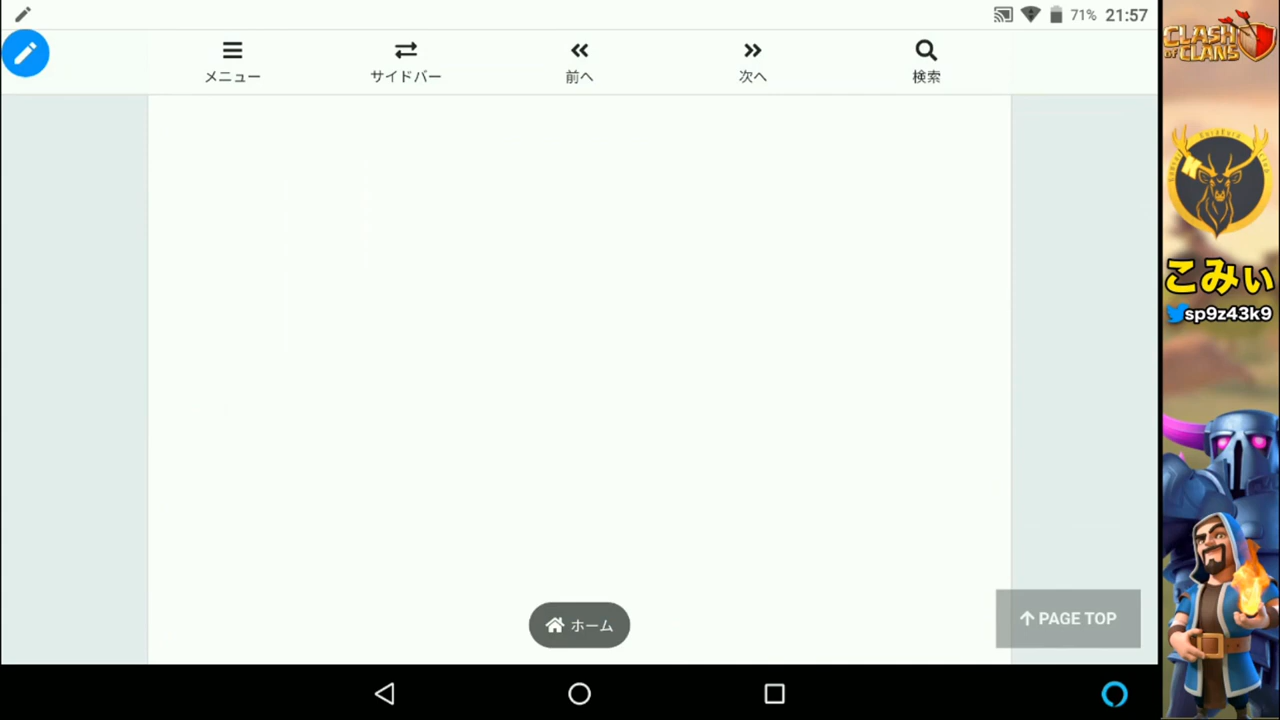 71% 21:57
メニュー
サイドバー
前へ
次へ
検索
ホーム
PAGE TOP
CLASH
OF CLANS
こみぃ
sp9z43k9